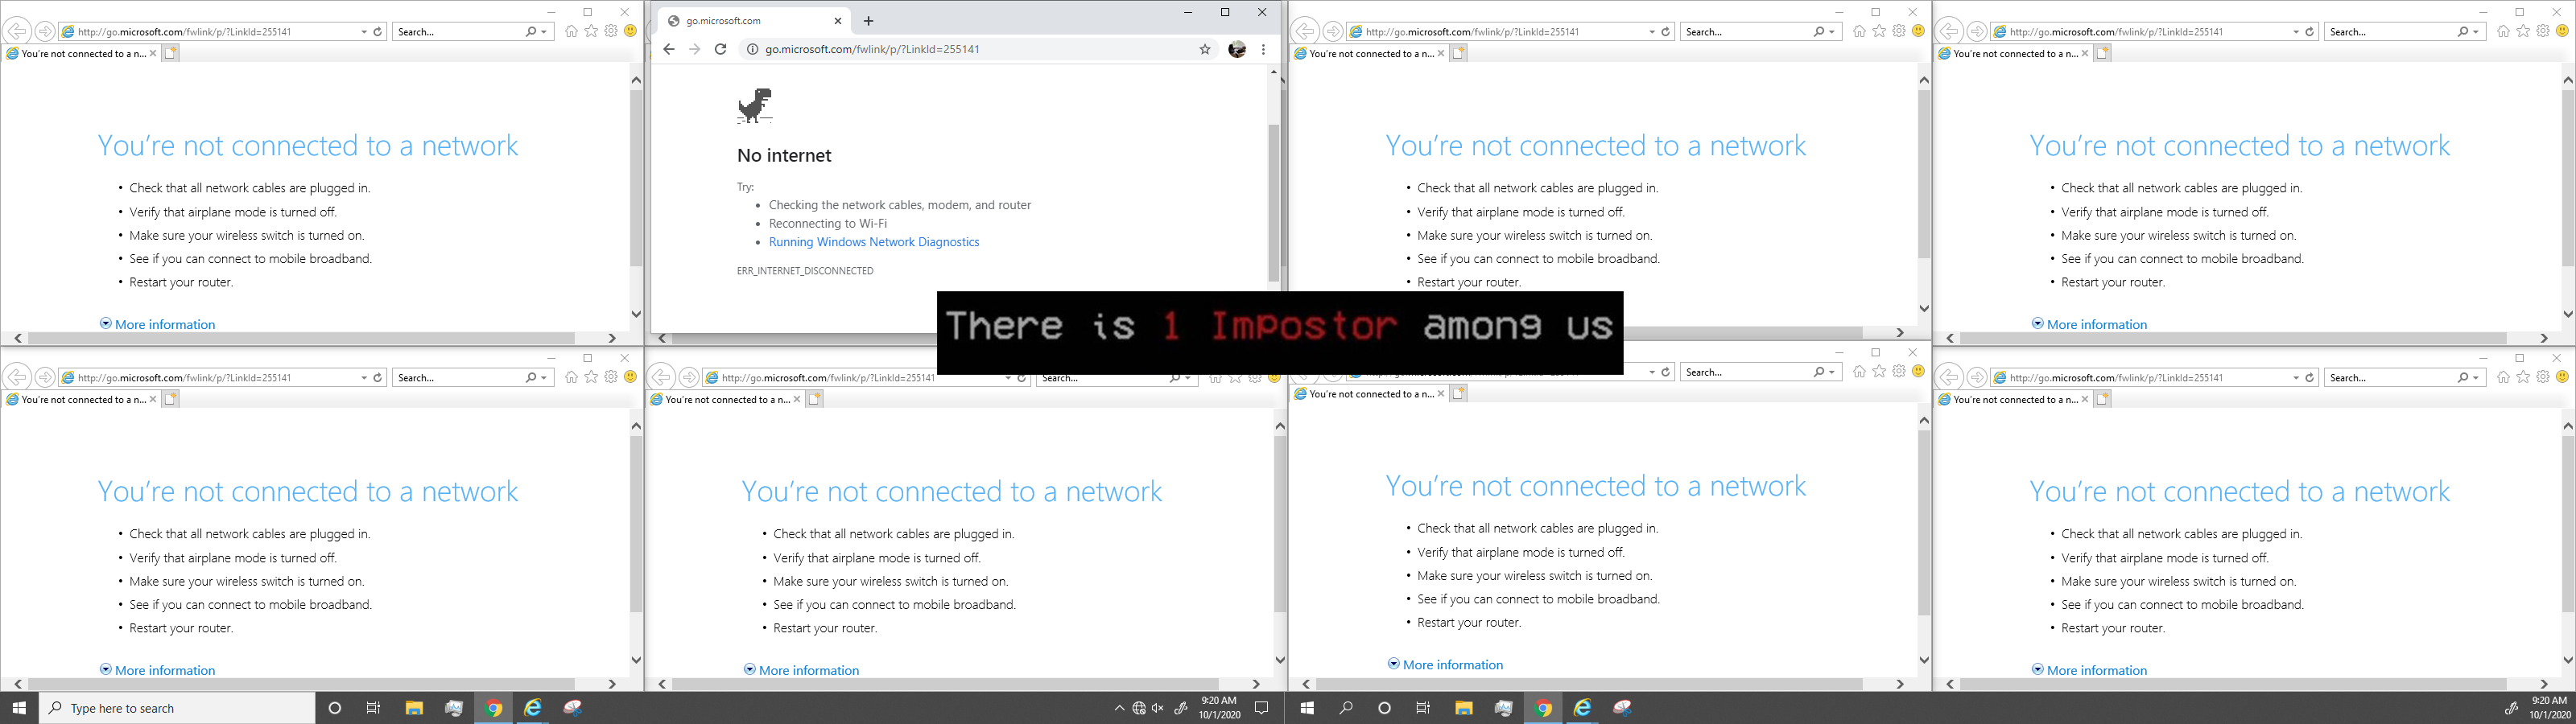 http://go.microsoft.com/fwlink/p/?LinkId=255141
Search...
You're not connected to a n...
You're not connected to a network
• Check that all network cables are plugged in.
• Verify that airplane mode is turned off.
• Make sure your wireless switch is turned on.
• See if you can connect to mobile broadband.
• Restart your router.
More information
go.microsoft.com
go.microsoft.com/fwlink/p/?LinkId=255141
No internet
Try:
• Checking the network cables, modem, and router
• Reconnecting to Wi-Fi
• Running Windows Network Diagnostics
ERR_INTERNET_DISCONNECTED
http://go.microsoft.com/fwlink/p/?LinkId=255141
Search...
You're not connected to a n...
You're not connected to a network
• Check that all network cables are plugged in.
• Verify that airplane mode is turned off.
• Make sure your wireless switch is turned on.
• See if you can connect to mobile broadband.
• Restart your router.
http://go.microsoft.com/fwlink/p/?LinkId=255141
Search...
You're not connected to a n...
You're not connected to a network
• Check that all network cables are plugged in.
• Verify that airplane mode is turned off.
• Make sure your wireless switch is turned on.
• See if you can connect to mobile broadband.
• Restart your router.
More information
There is 1 Impostor among us
http://go.microsoft.com/fwlink/p/?LinkId=255141
Search...
You're not connected to a n...
You're not connected to a network
• Check that all network cables are plugged in.
• Verify that airplane mode is turned off.
• Make sure your wireless switch is turned on.
• See if you can connect to mobile broadband.
• Restart your router.
More information
http://go.microsoft.com/fwlink/p/?LinkId=255141
Search...
You're not connected to a n...
You're not connected to a network
• Check that all network cables are plugged in.
• Verify that airplane mode is turned off.
• Make sure your wireless switch is turned on.
• See if you can connect to mobile broadband.
• Restart your router.
More information
Search...
You're not connected to a n...
You're not connected to a network
• Check that all network cables are plugged in.
• Verify that airplane mode is turned off.
• Make sure your wireless switch is turned on.
• See if you can connect to mobile broadband.
• Restart your router.
More information
http://go.microsoft.com/fwlink/p/?LinkId=255141
Search...
You're not connected to a n...
You're not connected to a network
• Check that all network cables are plugged in.
• Verify that airplane mode is turned off.
• Make sure your wireless switch is turned on.
• See if you can connect to mobile broadband.
• Restart your router.
More information
Type here to search
9:20 AM
10/1/2020
9:20 AM
10/1/2020